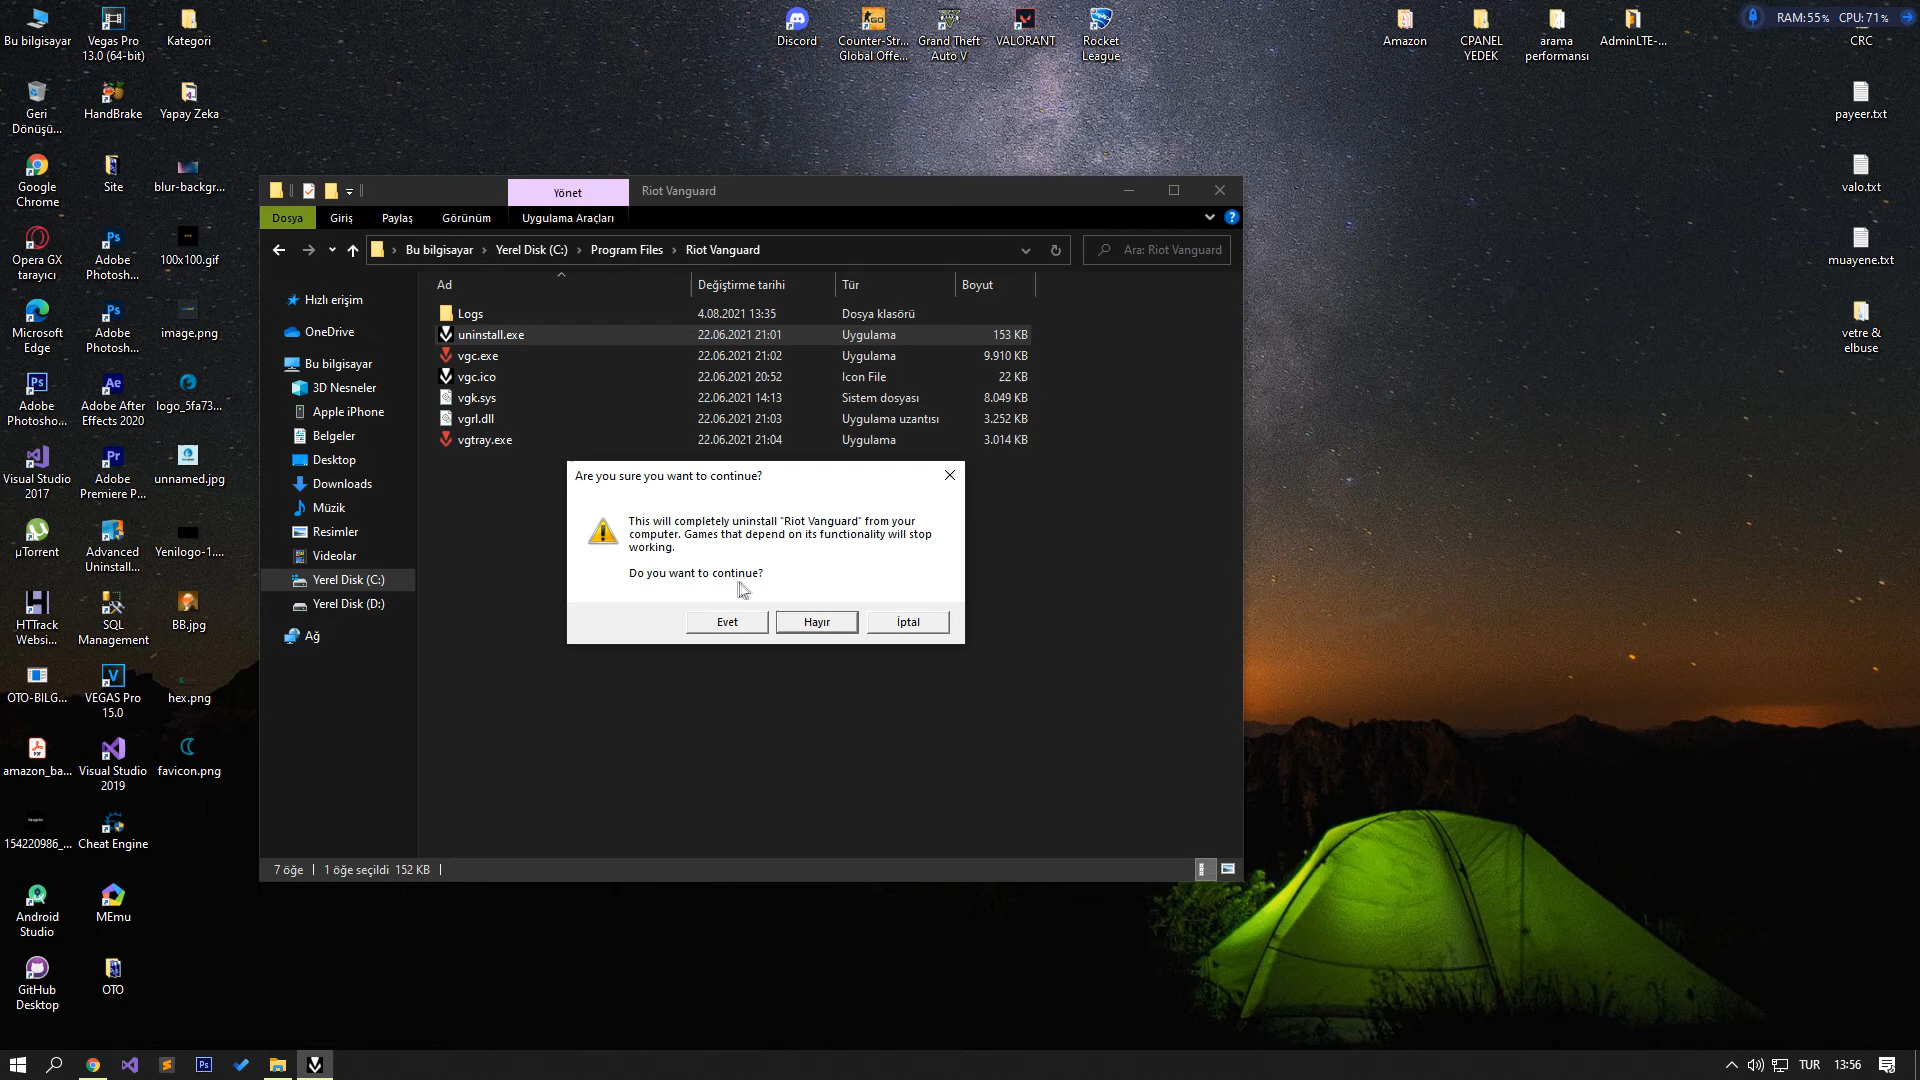 Bu bilgisayar
Vegas Pro
13.0 (64-bit)
Kategori
Discord
Counter-Str...
Global Offe...
Grand Theft
Auto V
VALORANT
Rocket
League
Amazon
CPANEL
YEDEK
arama
performansı
AdminLTE-...
RAM:55% CPU:71%
CRC
Geri
Dönüşü...
HandBrake
Yapay Zeka
payeer.txt
Google
Chrome
Site
blur-backgr...
valo.txt
Opera GX
tarayıcı
Adobe
Photosh...
100x100.gif
muayene.txt
Microsoft
Edge
Adobe
Photosh...
image.png
vetre &
elbuse
Adobe
Photosho...
Adobe After
Effects 2020
logo_5fa73...
Visual Studio
2017
Adobe
Premiere P...
unnamed.jpg
µTorrent
Advanced
Uninstall...
Yenilogo-1....
HTTrack
Websi...
SQL
Management
BB.jpg
OTO-BILG...
VEGAS Pro
15.0
hex.png
amazon_ba...
Visual Studio
2019
favicon.png
154220986_...
Cheat Engine
Android
Studio
MEmu
GitHub
Desktop
OTO
Yönet
Riot Vanguard
Dosya
Giriş
Paylaş
Görünüm
Uygulama Araçları
Bu bilgisayar
Yerel Disk (C:)
Program Files
Riot Vanguard
Ara: Riot Vanguard
Ad
Değiştirme tarihi
Tür
Boyut
Hızlı erişim
OneDrive
Bu bilgisayar
3D Nesneler
Apple iPhone
Belgeler
Desktop
Downloads
Müzik
Resimler
Videolar
Yerel Disk (C:)
Yerel Disk (D:)
Ağ
Logs 4.08.2021 13:35 Dosya klasörü
uninstall.exe 22.06.2021 21:01 Uygulama 153 KB
vgc.exe 22.06.2021 21:02 Uygulama 9.910 KB
vgc.ico 22.06.2021 20:52 Icon File 22 KB
vgk.sys 22.06.2021 14:13 Sistem dosyası 8.049 KB
vgrl.dll 22.06.2021 21:03 Uygulama uzantısı 3.252 KB
vgtray.exe 22.06.2021 21:04 Uygulama 3.014 KB
Are you sure you want to continue?
This will completely uninstall "Riot Vanguard" from your
computer. Games that depend on its functionality will stop
working.
Do you want to continue?
Evet
Hayır
İptal
7 öğe
1 öğe seçildi 152 KB
TUR
13:56